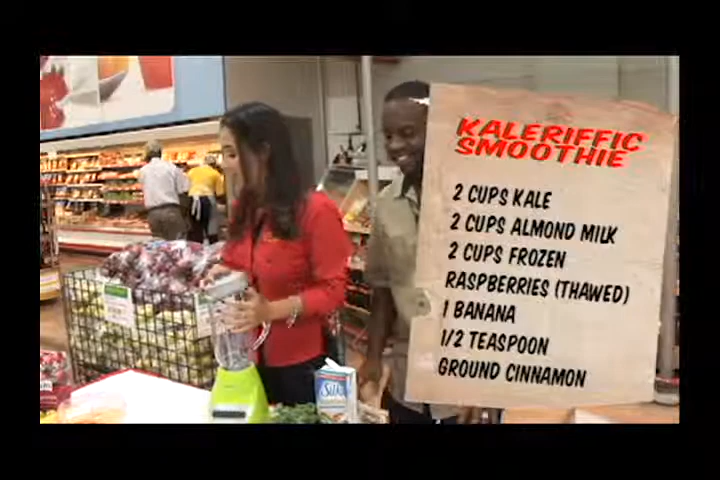 KALERIFFIC
SMOOTHIE
2 CUPS KALE
2 CUPS ALMOND MILK
2 CUPS FROZEN
RASPBERRIES (THAWED)
1 BANANA
1/2 TEASPOON
GROUND CINNAMON
Silk